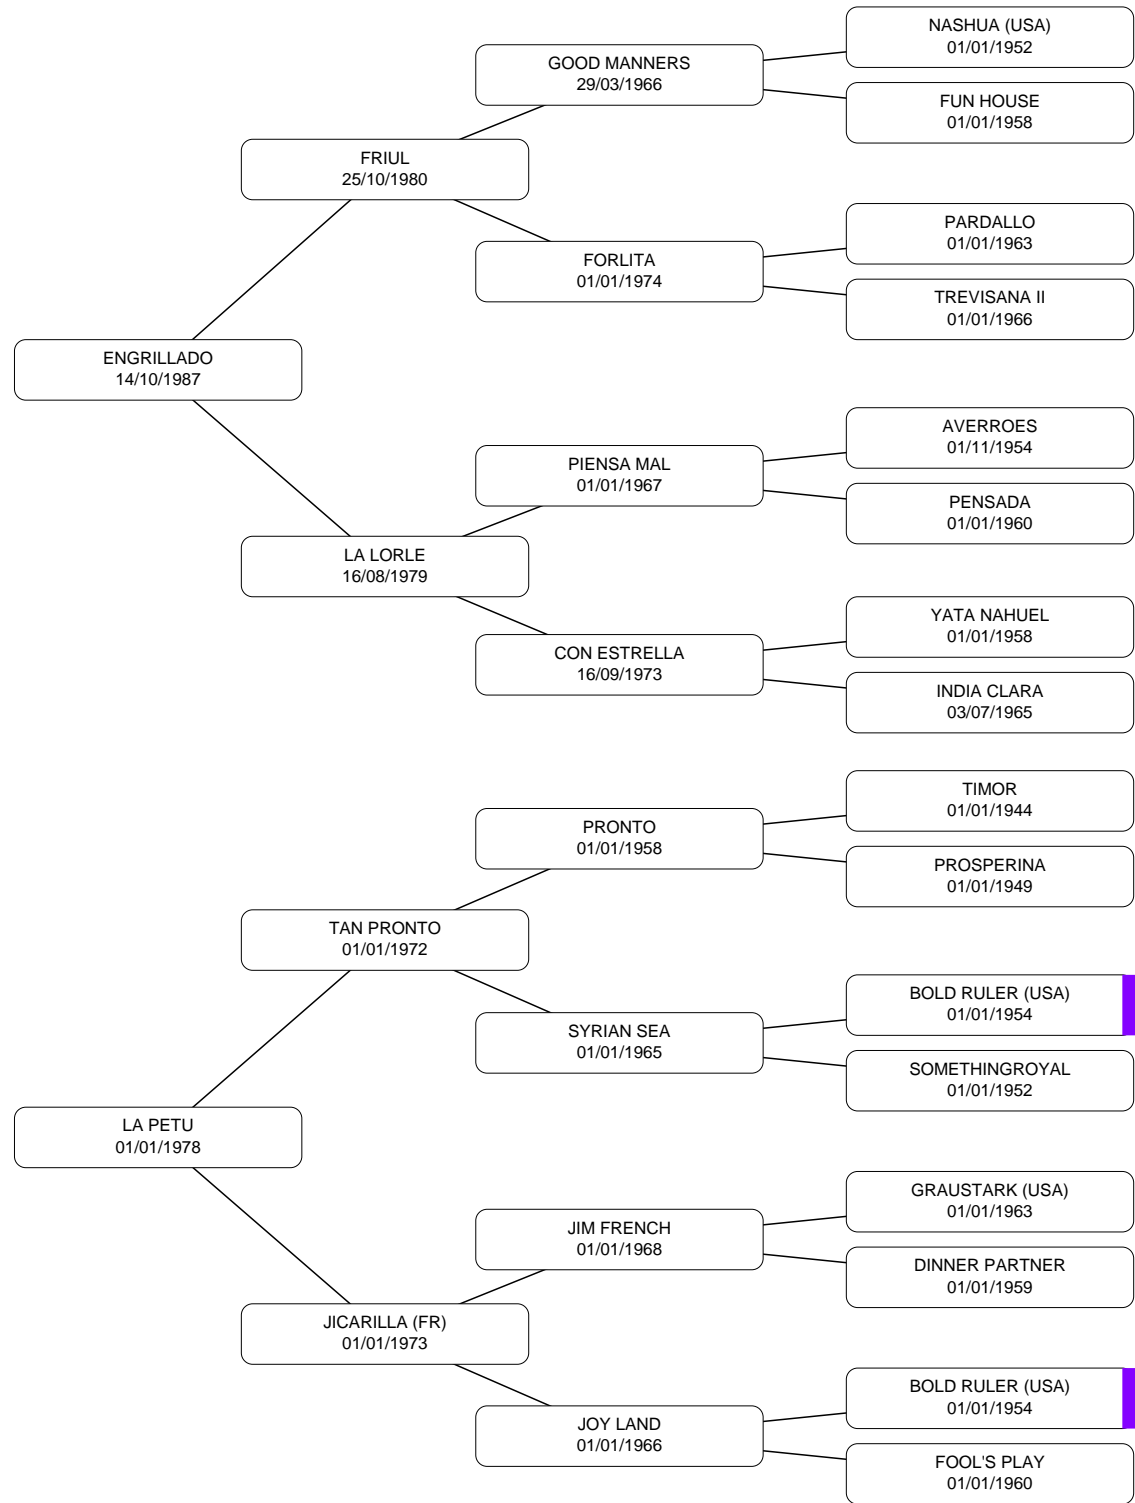 NASHUA (USA)
01/01/1952
GOOD MANNERS
29/03/1966
FUN HOUSE
01/01/1958
FRIUL
25/10/1980
PARDALLO
01/01/1963
FORLITA
01/01/1974
TREVISANA II
01/01/1966
ENGRILLADO
14/10/1987
AVERROES
01/11/1954
PIENSA MAL
01/01/1967
PENSADA
01/01/1960
LA LORLE
16/08/1979
YATA NAHUEL
01/01/1958
CON ESTRELLA
16/09/1973
INDIA CLARA
03/07/1965
TIMOR
01/01/1944
PRONTO
01/01/1958
PROSPERINA
01/01/1949
TAN PRONTO
01/01/1972
BOLD RULER (USA)
01/01/1954
SYRIAN SEA
01/01/1965
SOMETHINGROYAL
01/01/1952
LA PETU
01/01/1978
GRAUSTARK (USA)
01/01/1963
JIM FRENCH
01/01/1968
DINNER PARTNER
01/01/1959
JICARILLA (FR)
01/01/1973
BOLD RULER (USA)
01/01/1954
JOY LAND
01/01/1966
FOOL'S PLAY
01/01/1960